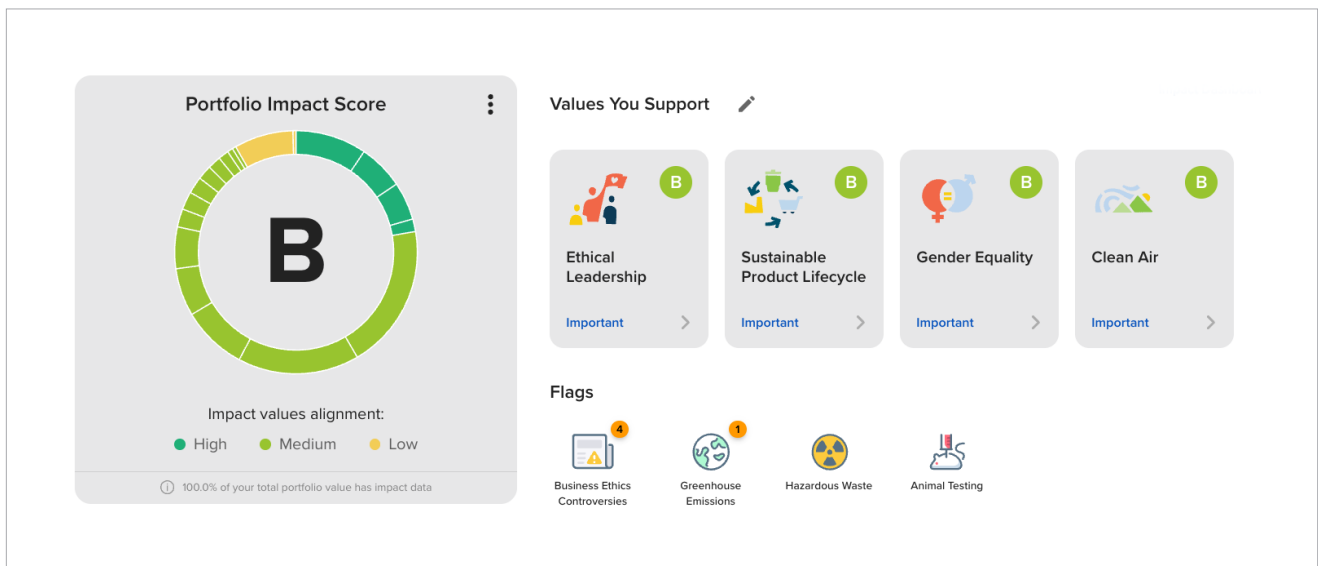 Portfolio Impact Score
B
Impact values alignment:
High Medium Low
100.0% of your total portfolio value has impact data
Values You Support
B
Ethical
Leadership
Important
B
Sustainable
Product Lifecycle
Important
B
Gender Equality
Important
B
Clean Air
Important
Flags
4
Business Ethics
Controversies
1
Greenhouse
Emissions
Hazardous Waste
Animal Testing